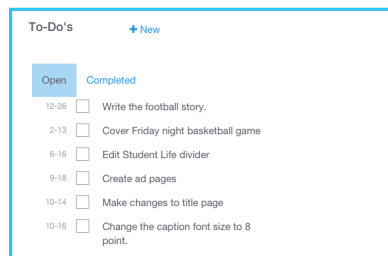 To-Do's
+ New
Open
Completed
12-26 Write the football story.
2-13 Cover Friday night basketball game
6-16 Edit Student Life divider
9-18 Create ad pages
10-14 Make changes to title page
10-16 Change the caption font size to 8
point.